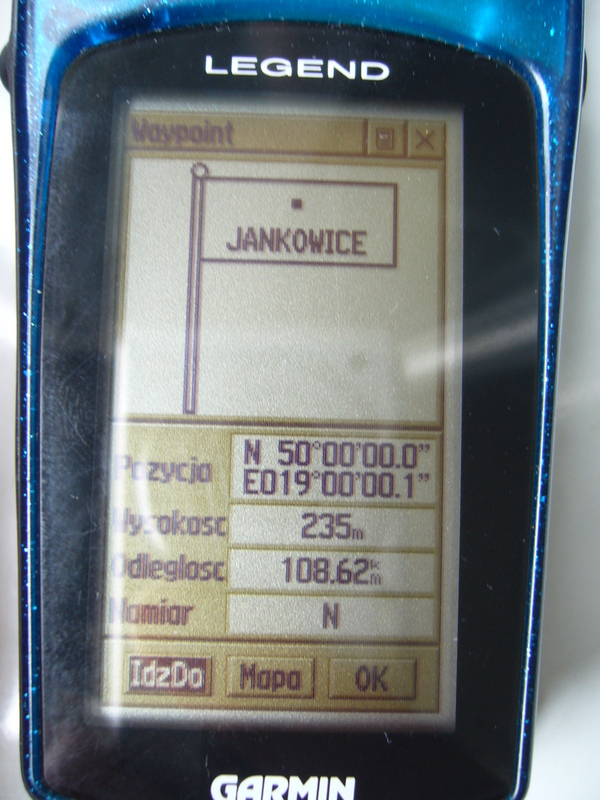 LEGEND
Waypoint
JANKOWICE
Pozycja N 50°00'00.0"
E019°00'00.1"
Wysokosc 235m
Odleglosc 108.62km
Namiar N
IdzDo Mapa OK
GARMIN